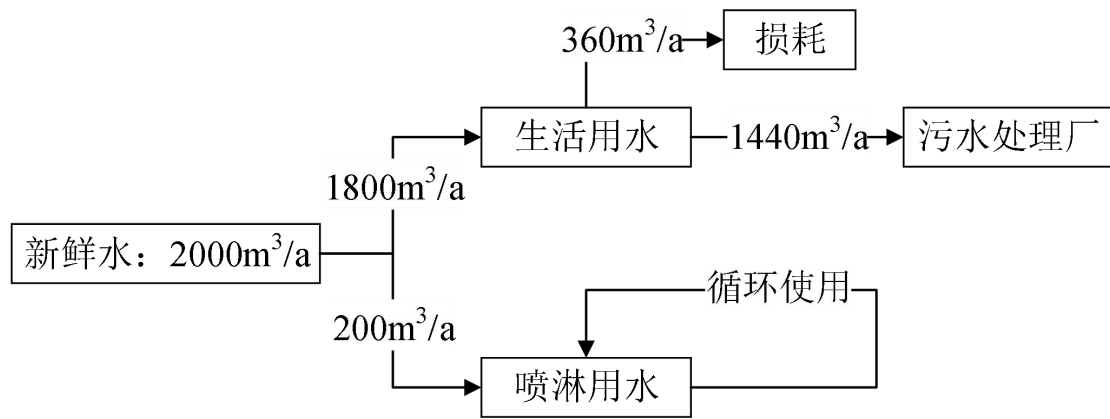 360m³/a
损耗
生活用水
1440m³/a
污水处理厂
1800m³/a
新鲜水：2000m³/a
循环使用
200m³/a
喷淋用水